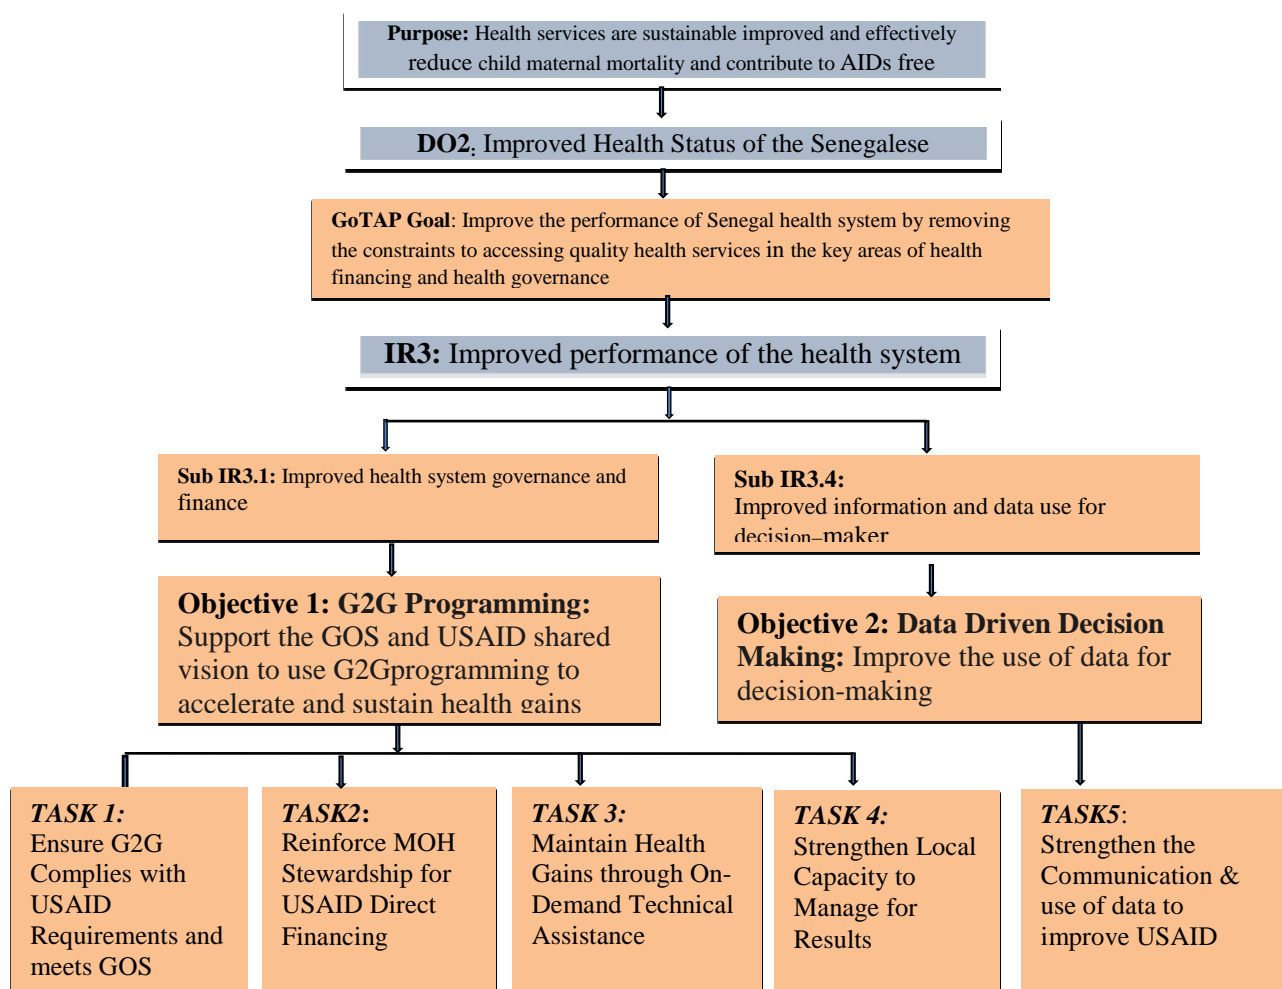 Purpose: Health services are sustainable improved and effectively
reduce child maternal mortality and contribute to AIDs free
DO2: Improved Health Status of the Senegalese
GoTAP Goal: Improve the performance of Senegal health system by removing
the constraints to accessing quality health services in the key areas of health
financing and health governance
IR3: Improved performance of the health system
Sub IR3.1: Improved health system governance and
finance
Sub IR3.4:
Improved information and data use for
decision–maker
Objective 1: G2G Programming:
Support the GOS and USAID shared
vision to use G2Gprogramming to
accelerate and sustain health gains
Objective 2: Data Driven Decision
Making: Improve the use of data for
decision-making
TASK 1:
Ensure G2G
Complies with
USAID
Requirements and
meets GOS
TASK2:
Reinforce MOH
Stewardship for
USAID Direct
Financing
TASK 3:
Maintain Health
Gains through On-
Demand Technical
Assistance
TASK 4:
Strengthen Local
Capacity to
Manage for
Results
TASK5:
Strengthen the
Communication &
use of data to
improve USAID